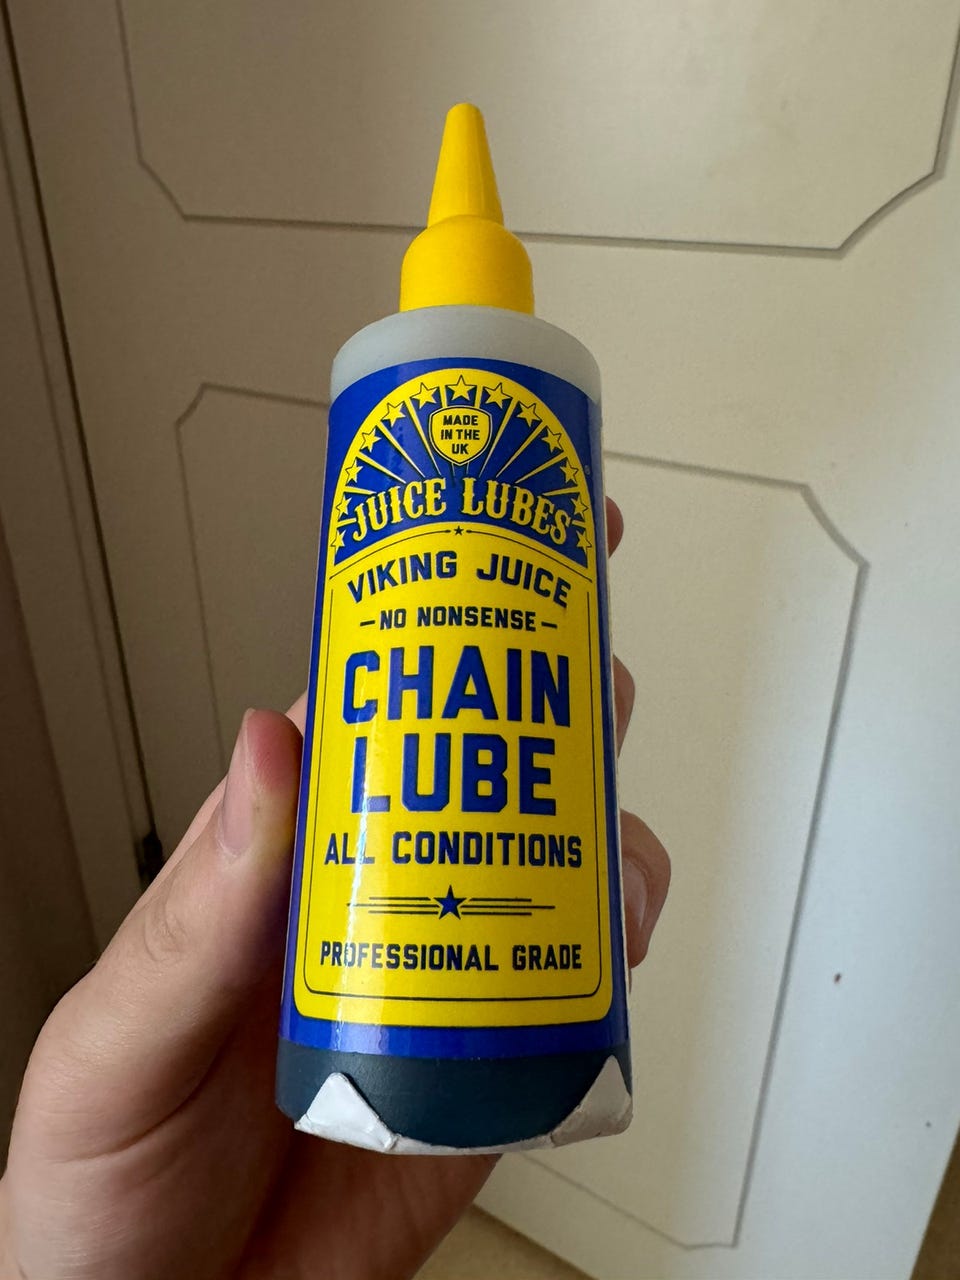 MADE
IN THE
UK
JUICE LUBES
VIKING JUICE
–NO NONSENSE–
CHAIN
LUBE
ALL CONDITIONS
PROFESSIONAL GRADE